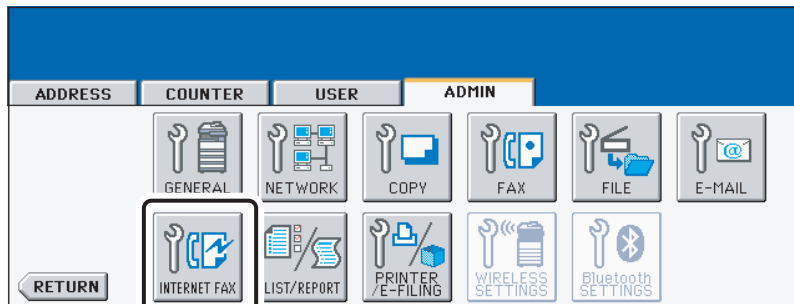 ADDRESS COUNTER USER ADMIN
GENERAL NETWORK COPY FAX FILE E-MAIL
INTERNET FAX LIST/REPORT PRINTER WIRELESS Bluetooth
/E-FILING SETTINGS SETTINGS
RETURN